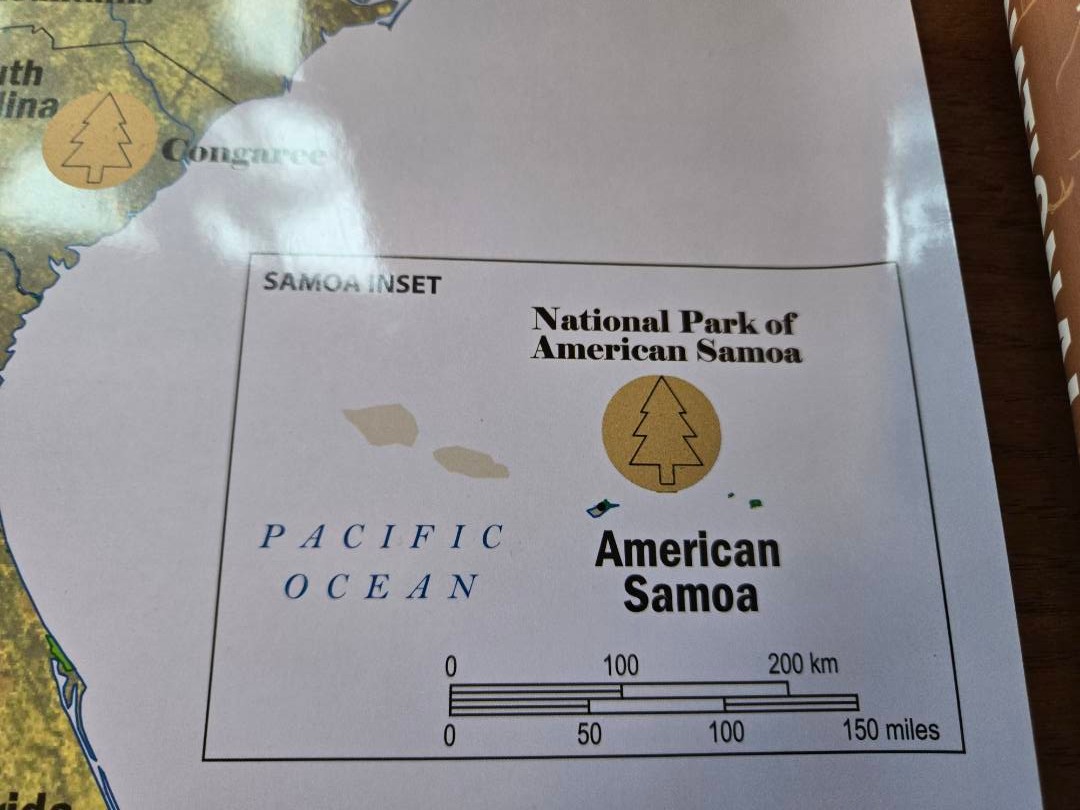 uth
lina
Congaree
SAMOA INSET
National Park of
American Samoa
PACIFIC
OCEAN
American
Samoa
0 100 200 km
0 50 100 150 miles